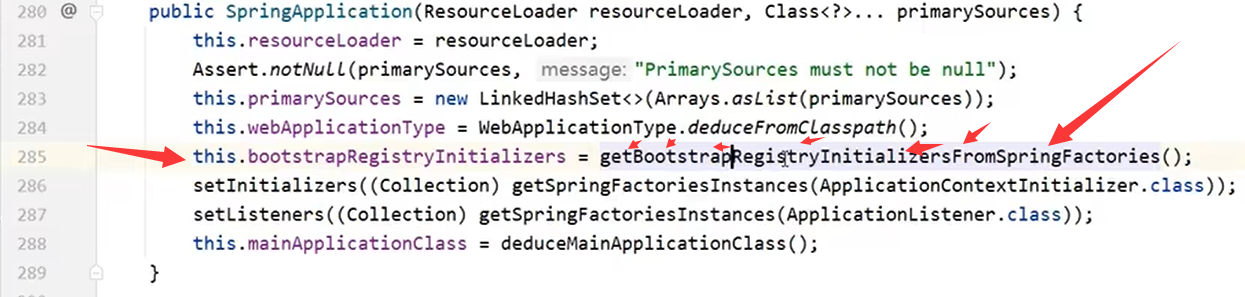 280 @ public SpringApplication(ResourceLoader resourceLoader, Class<?>... primarySources) {
281 this.resourceLoader = resourceLoader;
282 Assert.notNull(primarySources, message: "PrimarySources must not be null");
283 this.primarySources = new LinkedHashSet<>(Arrays.asList(primarySources));
284 this.webApplicationType = WebApplicationType.deduceFromClasspath();
285 this.bootstrapRegistryInitializers = getBootstrapRegistryInitializersFromSpringFactories();
286 setInitializers((Collection) getSpringFactoriesInstances(ApplicationContextInitializer.class));
287 setListeners((Collection) getSpringFactoriesInstances(ApplicationListener.class));
288 this.mainApplicationClass = deduceMainApplicationClass();
289 }